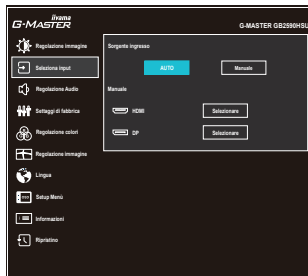 iiyama
G-MASTER
G-MASTER GB2590HSU
Regolazione immagine
Seleziona input
Regolazione Audio
Settaggi di fabbrica
Regolazione colori
Regolazione immagine
Lingua
Setup Menù
Informazioni
Ripristino
Sorgente ingresso
AUTO
Manuale
Manuale
HDMI
Selezionare
DP
Selezionare